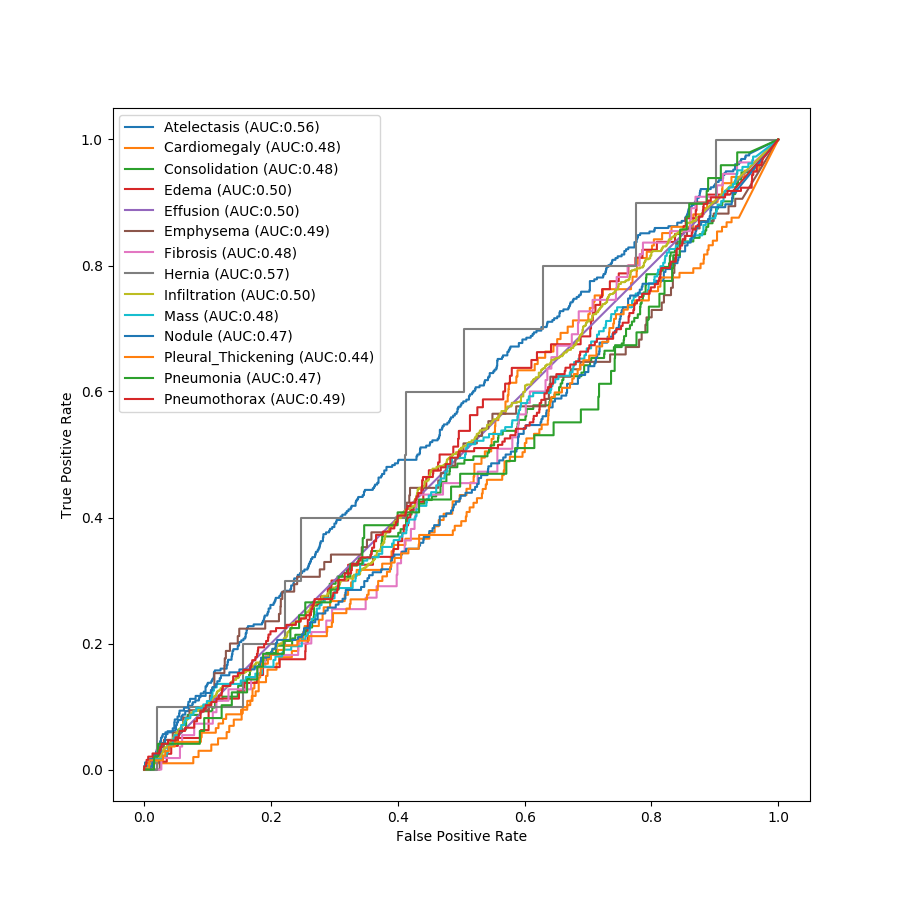 Atelectasis (AUC:0.56)
Cardiomegaly (AUC:0.48)
Consolidation (AUC:0.48)
Edema (AUC:0.50)
Effusion (AUC:0.50)
Emphysema (AUC:0.49)
Fibrosis (AUC:0.48)
Hernia (AUC:0.57)
Infiltration (AUC:0.50)
Mass (AUC:0.48)
Nodule (AUC:0.47)
Pleural_Thickening (AUC:0.44)
Pneumonia (AUC:0.47)
Pneumothorax (AUC:0.49)
True Positive Rate
1.0
0.8
0.6
0.4
0.2
0.0
0.0 0.2 0.4 0.6 0.8 1.0
False Positive Rate